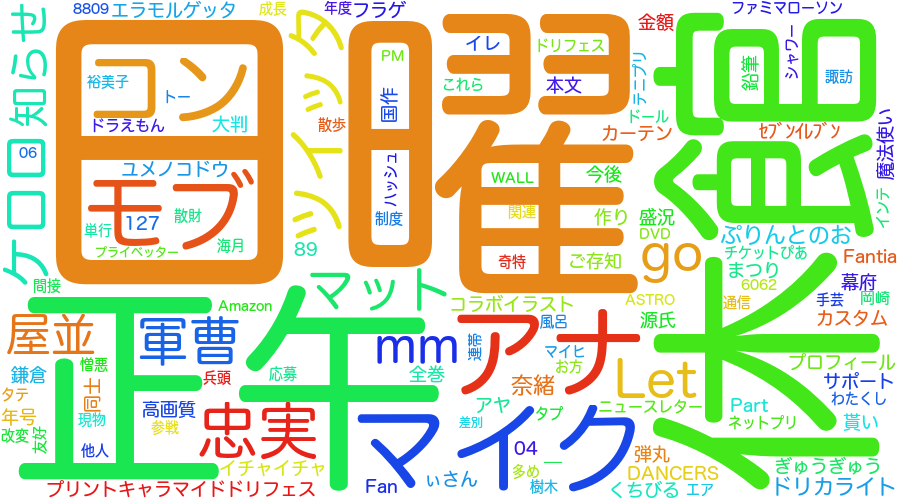 8809
エラモルゲッタ
成長
年度
フラゲ
ファミマローソン
ケロロ
知らせ
コン
日曜
ツイッタ
PM
イレ
ドリフェス
金額
宮
シャワー
鉛筆
諏訪
裕美子
トー
ドラえもん
大判
散歩
国作
これら
本文
テニプリ
ドール
カーテン
セブンイレブン
魔法使い
06
ユメノコドウ
ハッシュ
食人
モブ
127
散財
単行
海月
プライベッター
89
制度
WALL
今後
関連
作り
盛況
DVD
インテ
ぷりんとのお
チケットぴあ
奇特
ご存知
go
まつり
Fantia
間接
Amazon
マット
コラボイラスト
ASTRO
6062
通信
幕府
手芸
岡崎
カスタム
屋並
軍曹
正午
mm
連帯
アナ
風呂
源氏
休
プロフィール
憎悪
兵頭
応募
全巻
マイヒ
お方
鎌倉
同士
サポート
わたくし
タテ
奈緒
Let
年号
現物
高画質
参戦
忠実
マイク
アヤ
タブ
ニュースレター
Part
ネットプリ
貰い
改変
友好
他人
差別
04
一
多め
弾丸
DANCERS
ぎゅうぎゅう
イチャイチャ
プリントキャラマイドドリフェス
Fan
ぃさん
樹木
くちびる
エア
ドリカライト